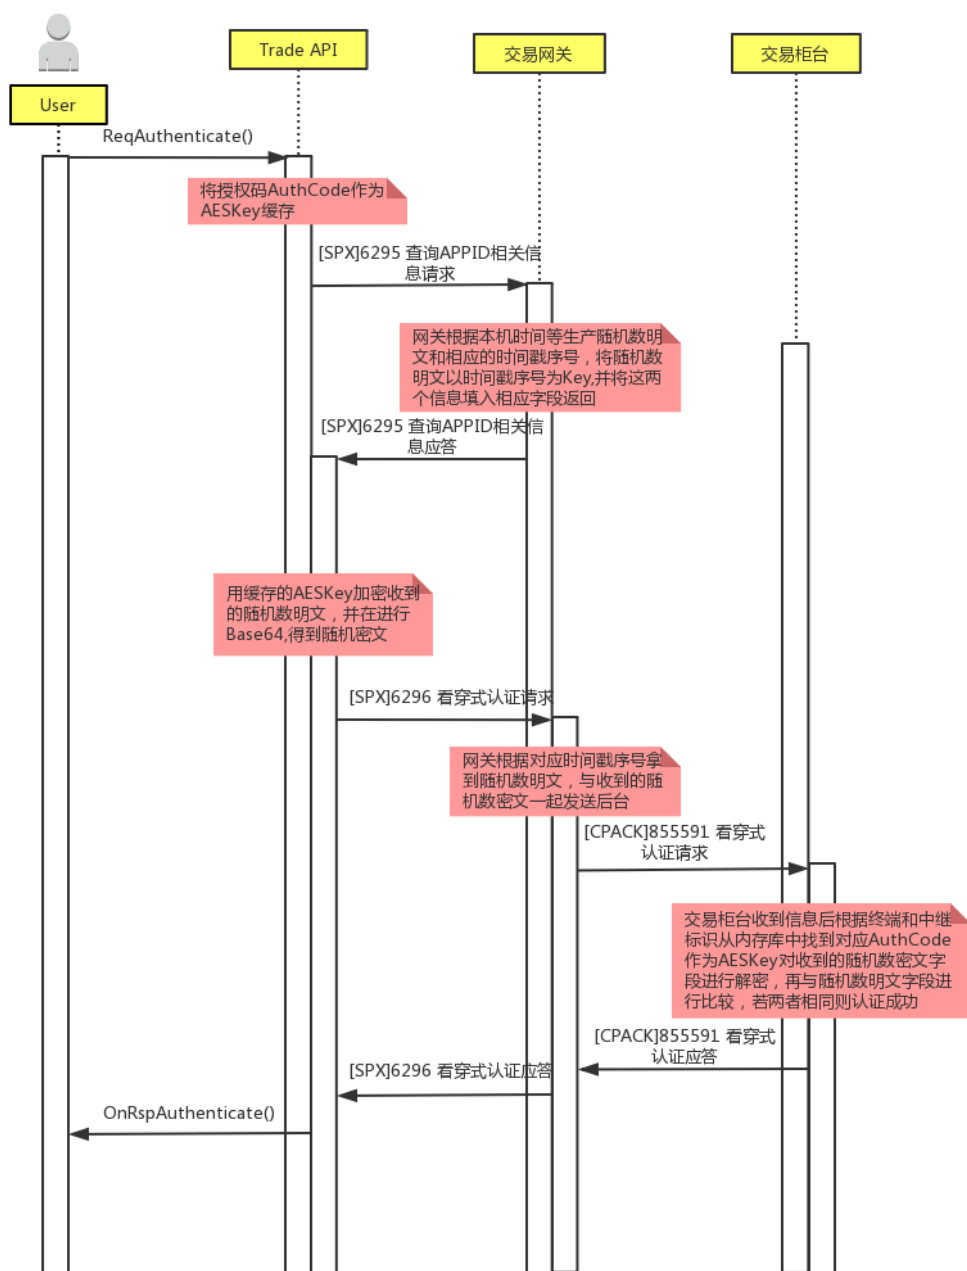 Trade API
交易网关
交易柜台
User
ReqAuthenticate()
将授权码AuthCode作为
AESKey缓存
[SPX]6295 查询APPID相关信
息请求
网关根据本机时间等生产随机数明
文和相应的时间戳序号，将随机数
明文以时间戳序号为Key,并将这两
个信息填入相应字段返回
[SPX]6295 查询APPID相关信
息应答
用缓存的AESKey加密收到
的随机数明文，并在进行
Base64,得到随机密文
[SPX]6296 看穿式认证请求
网关根据对应时间戳序号拿
到随机数明文，与收到的随
机数密文一起发送后台
[CPACK]855591 看穿式
认证请求
交易柜台收到信息后根据终端和中继
标识从内存库中找到对应AuthCode
作为AESKey对收到的随机数密文字
段进行解密，再与随机数明文字段进
行比较，若两者相同则认证成功
[CPACK]855591 看穿式
认证应答
[SPX]6296 看穿式认证应答
OnRspAuthenticate()